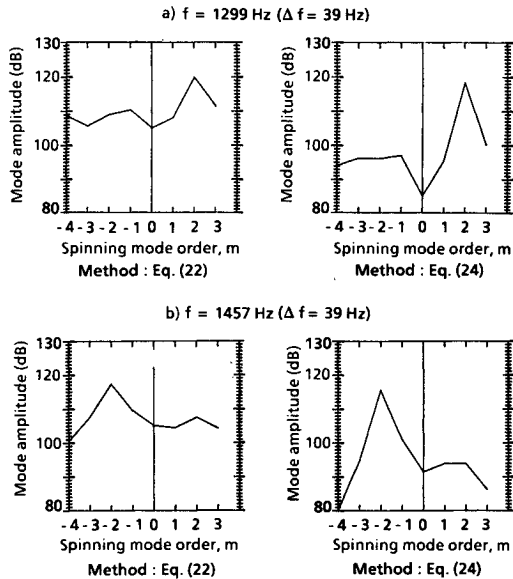 a) f = 1299 Hz (Δ f = 39 Hz)
Mode amplitude (dB)
130
120
100
80
- 4 - 3 - 2 - 1 0 1 2 3
Spinning mode order, m
Method : Eq. (22)
Mode amplitude (dB)
130
120
100
80
- 4 - 3 - 2 - 1 0 1 2 3
Spinning mode order, m
Method : Eq. (24)
b) f = 1457 Hz (Δ f = 39 Hz)
Mode amplitude (dB)
130
120
100
80
- 4 - 3 - 2 - 1 0 1 2 3
Spinning mode order, m
Method : Eq. (22)
Mode amplitude (dB)
130
120
100
80
- 4 - 3 - 2 - 1 0 1 2 3
Spinning mode order, m
Method : Eq. (24)